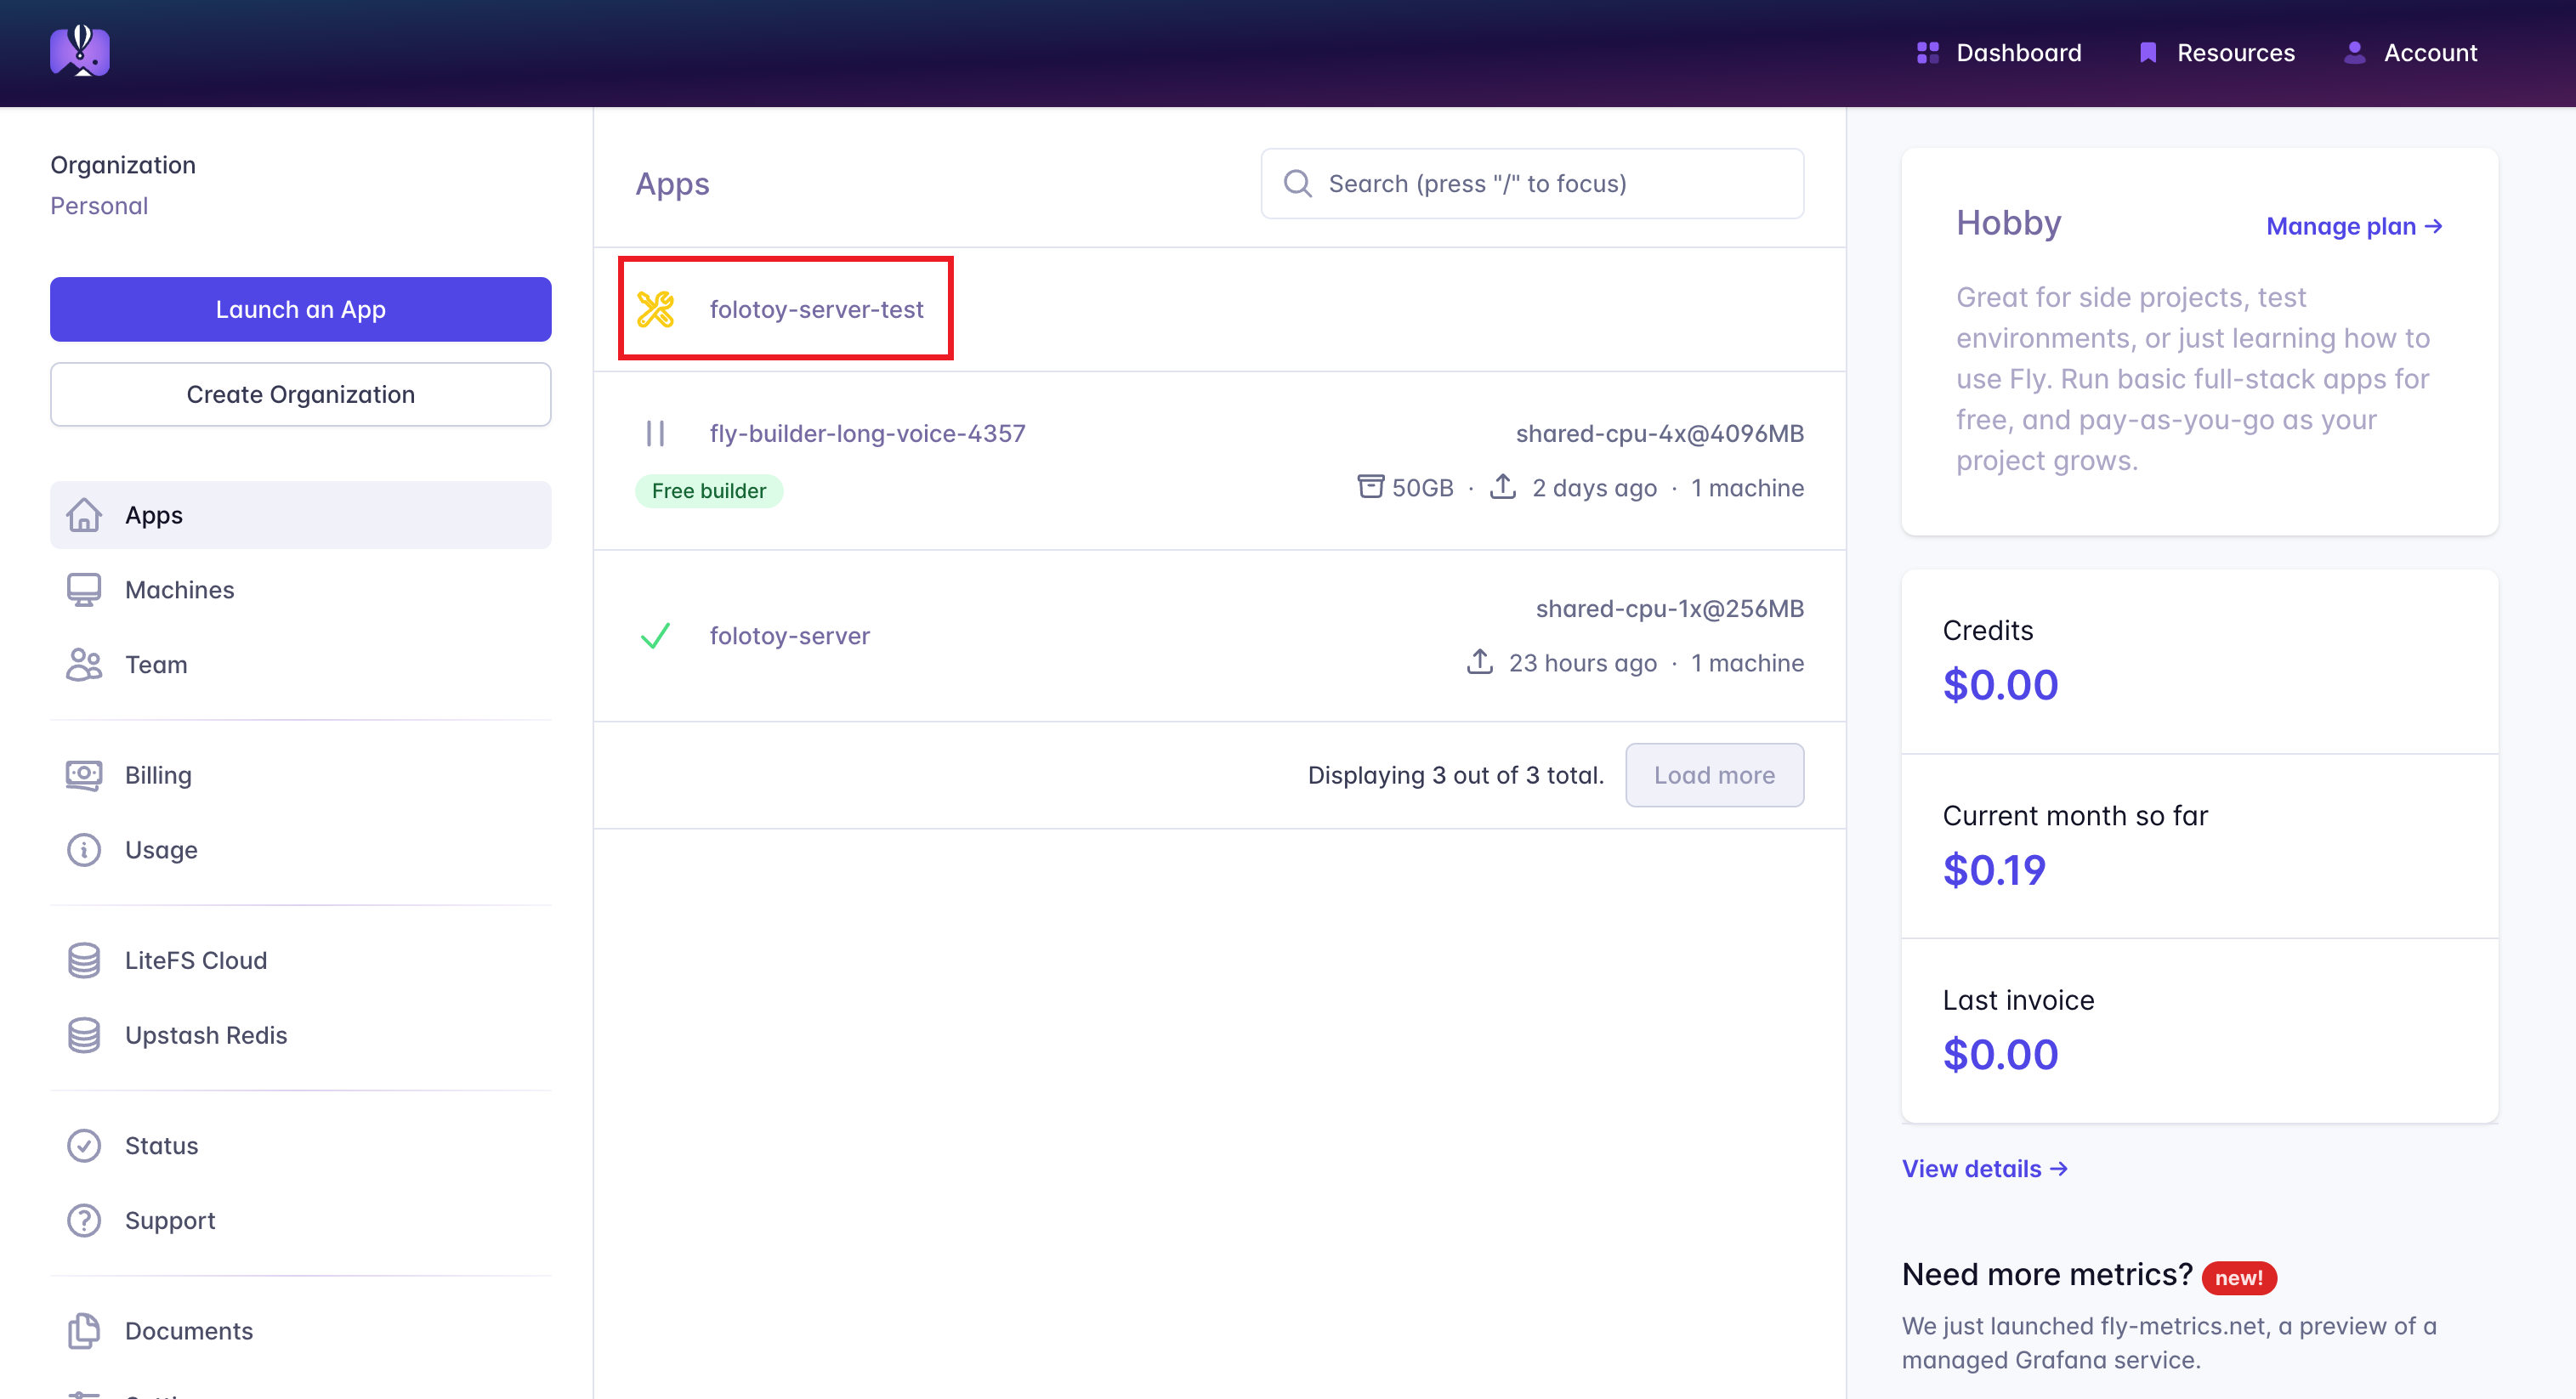 Dashboard
Resources
Account
Organization
Personal
Launch an App
Create Organization
Apps
Machines
Team
Billing
Usage
LiteFS Cloud
Upstash Redis
Status
Support
Documents
Apps
Search (press "/" to focus)
folotoy-server-test
fly-builder-long-voice-4357
shared-cpu-4x@4096MB
Free builder
50GB · 2 days ago · 1 machine
folotoy-server
shared-cpu-1x@256MB
23 hours ago · 1 machine
Displaying 3 out of 3 total.
Load more
Hobby
Manage plan →
Great for side projects, test
environments, or just learning how to
use Fly. Run basic full-stack apps for
free, and pay-as-you-go as your
project grows.
Credits
$0.00
Current month so far
$0.19
Last invoice
$0.00
View details →
Need more metrics? new!
We just launched fly-metrics.net, a preview of a
managed Grafana service.